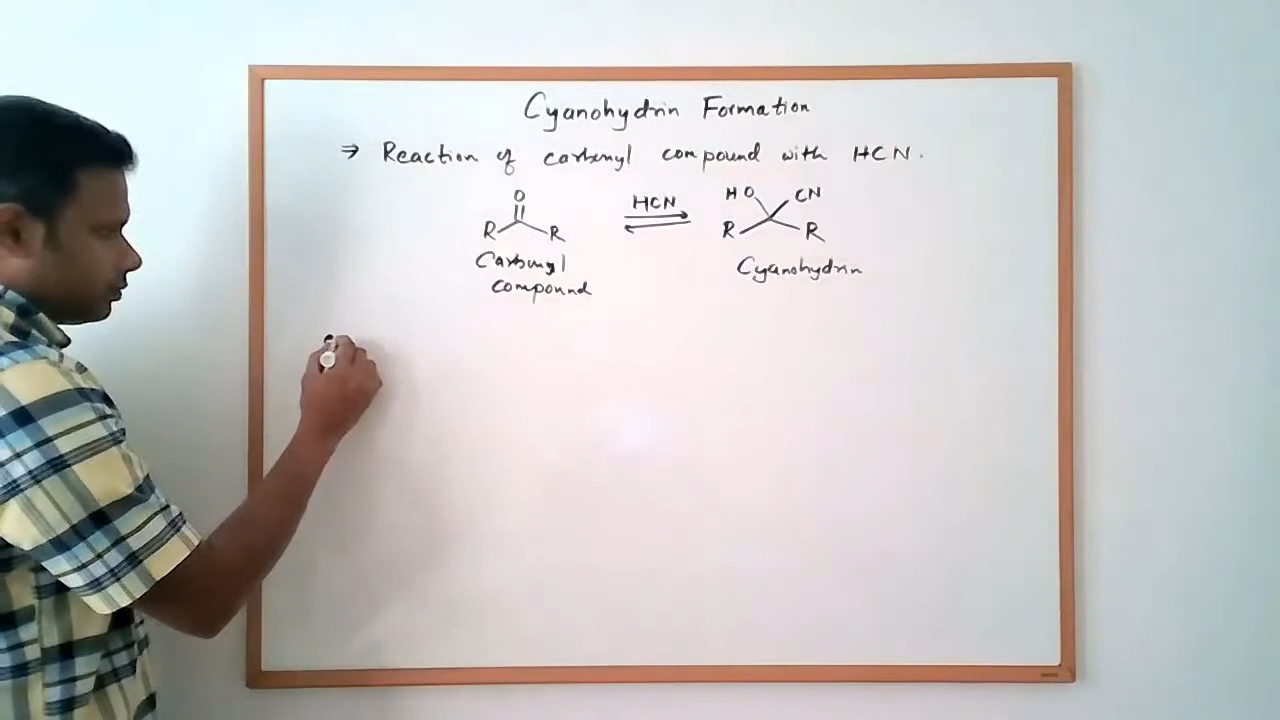 Cyanohydrin Formation
⇒ Reaction of carbonyl compound with HCN.
O HCN HO CN
R R R R
Carbonyl Cyanohydrin
compound